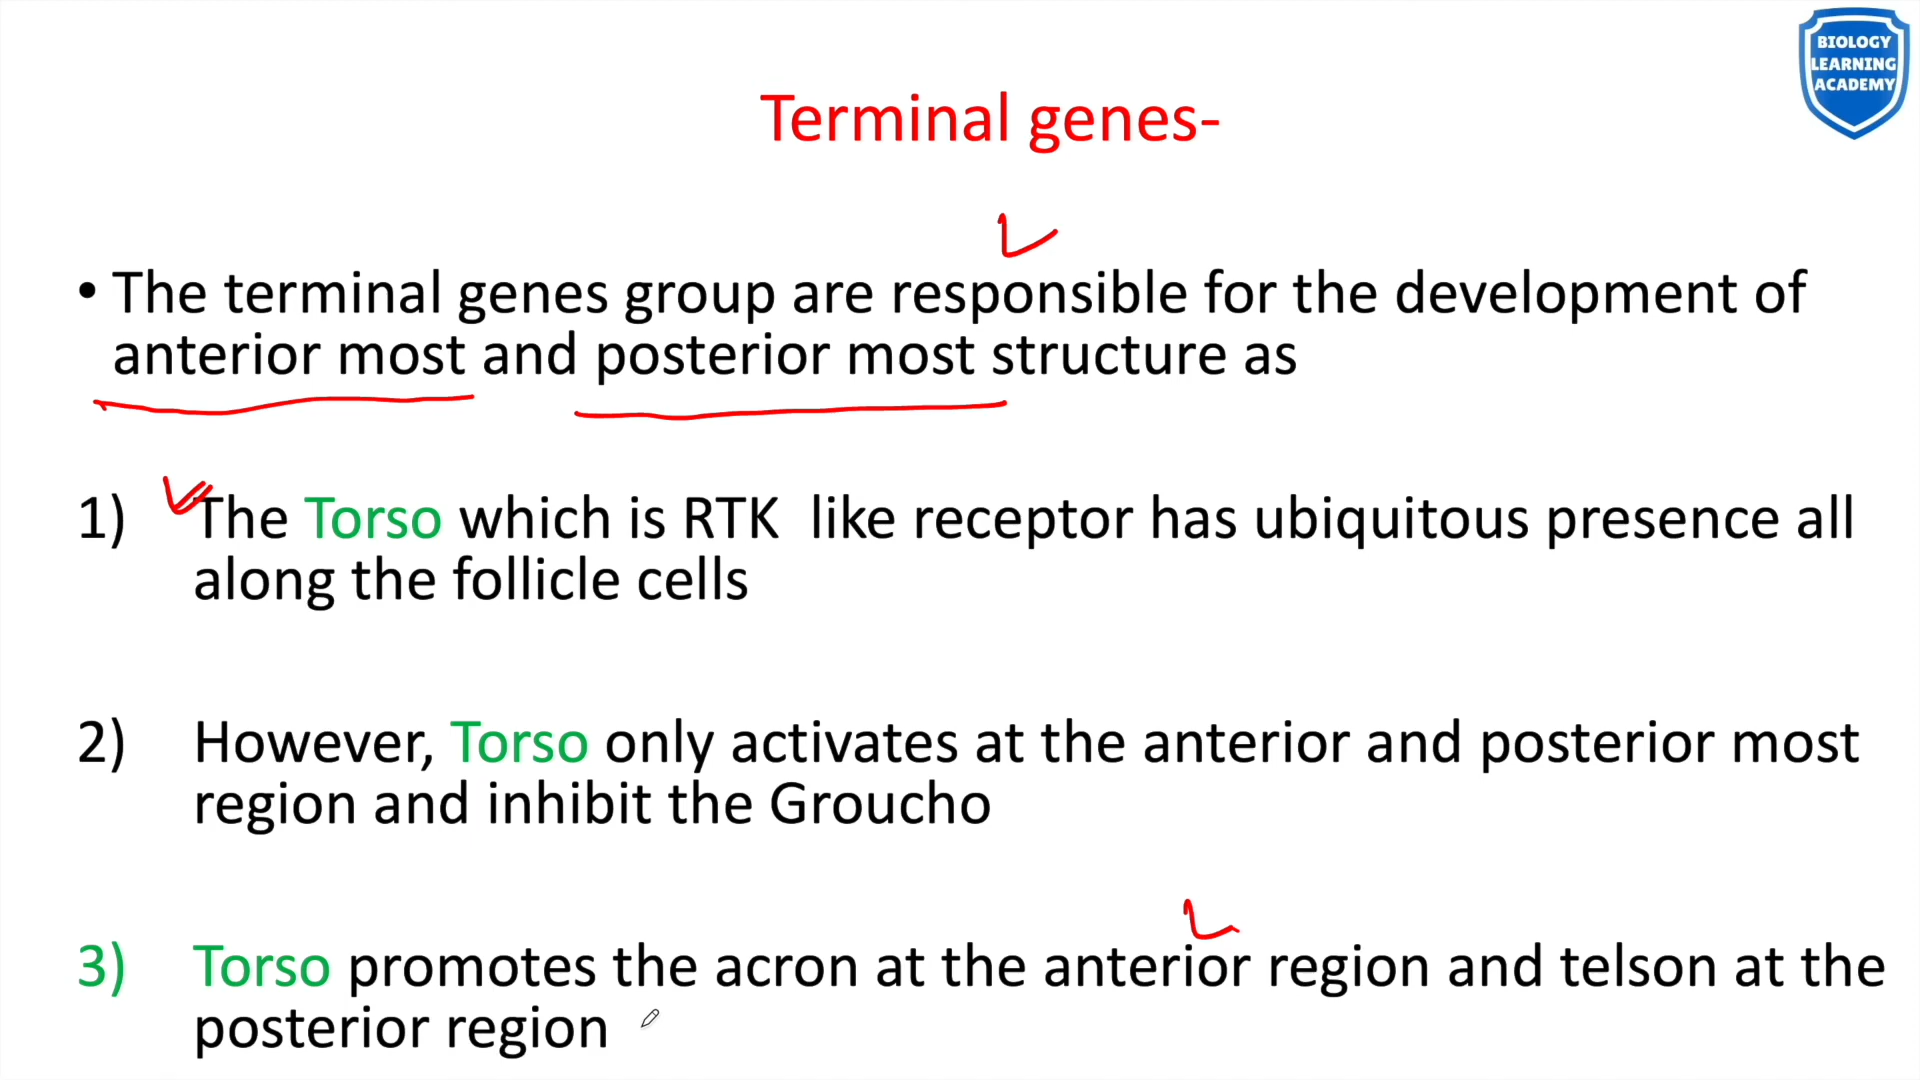 BIOLOGY
LEARNING
ACADEMY
Terminal genes-
• The terminal genes group are responsible for the development of
anterior most and posterior most structure as
1) The Torso which is RTK like receptor has ubiquitous presence all
along the follicle cells
2) However, Torso only activates at the anterior and posterior most
region and inhibit the Groucho
3) Torso promotes the acron at the anterior region and telson at the
posterior region